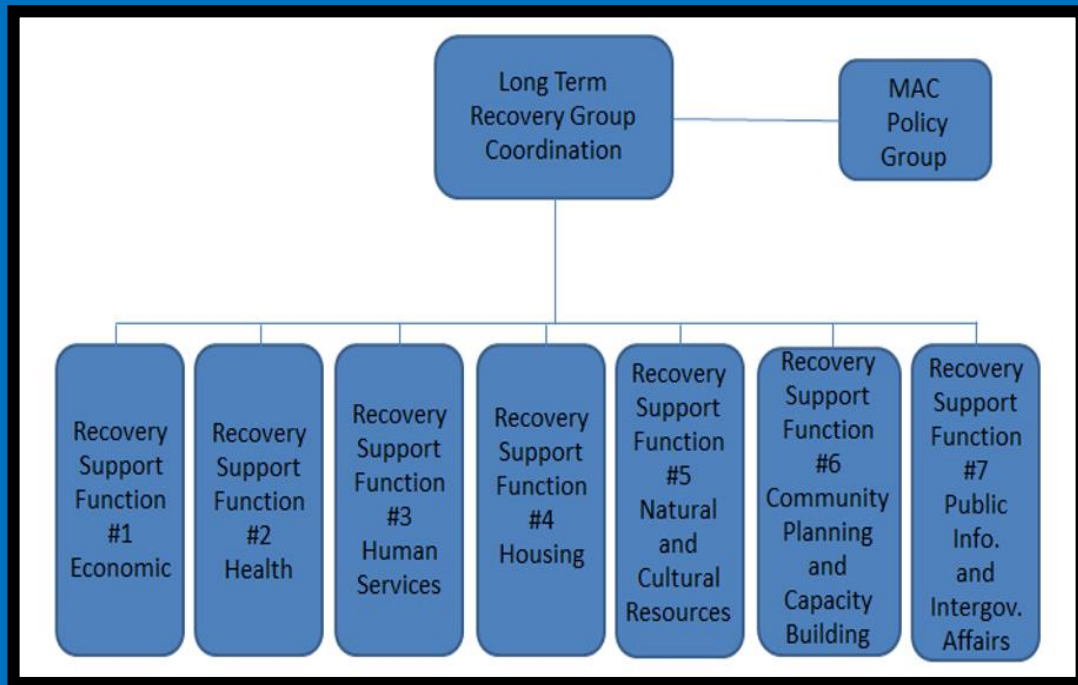 Long Term
Recovery Group
Coordination
MAC
Policy
Group
Recovery
Support
Function
#1
Economic
Recovery
Support
Function
#2
Health
Recovery
Support
Function
#3
Human
Services
Recovery
Support
Function
#4
Housing
Recovery
Support
Function
#5
Natural
and
Cultural
Resources
Recovery
Support
Function
#6
Community
Planning
and
Capacity
Building
Recovery
Support
Function
#7
Public
Info.
and
Intergov.
Affairs